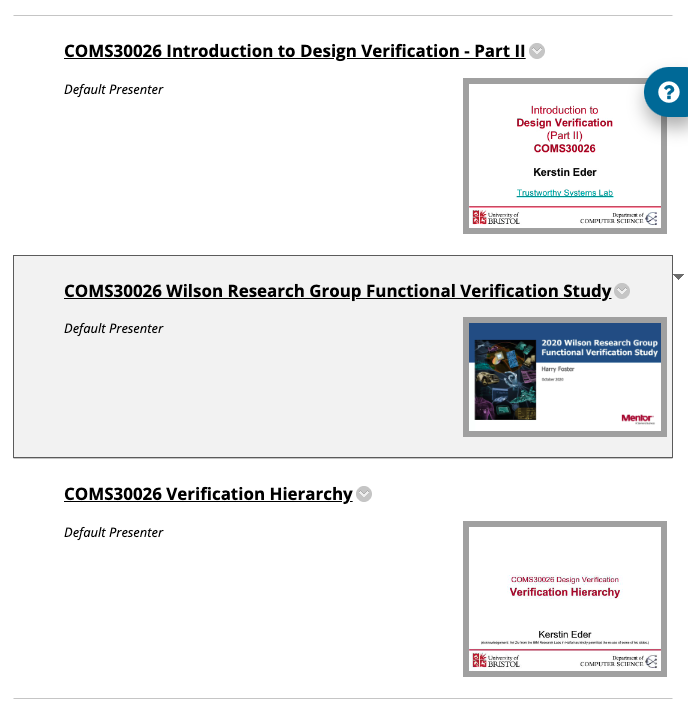 COMS30026 Introduction to Design Verification - Part II
Default Presenter
Introduction to
Design Verification
(Part II)
COMS30026
Kerstin Eder
Trustworthy Systems Lab
University of
BRISTOL
Department of
COMPUTER SCIENCE
COMS30026 Wilson Research Group Functional Verification Study
Default Presenter
2020 Wilson Research Group
Functional Verification Study
Harry Foster
October 2020
Mentor
COMS30026 Verification Hierarchy
Default Presenter
COMS30026 Design Verification
Verification Hierarchy
Kerstin Eder
University of
BRISTOL
Department of
COMPUTER SCIENCE